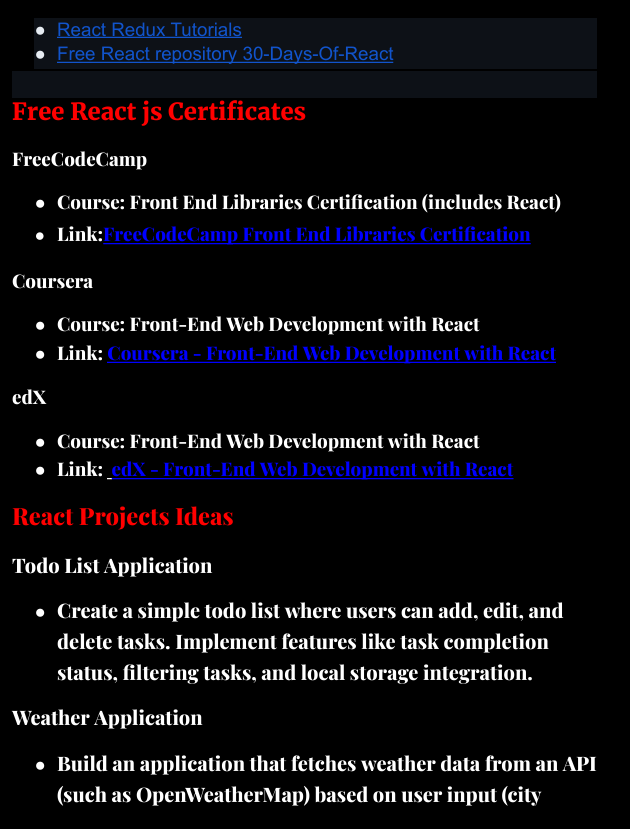 ● React Redux Tutorials
● Free React repository 30-Days-Of-React
Free React js Certificates
FreeCodeCamp
● Course: Front End Libraries Certification (includes React)
● Link:FreeCodeCamp Front End Libraries Certification
Coursera
● Course: Front-End Web Development with React
● Link: Coursera - Front-End Web Development with React
edX
● Course: Front-End Web Development with React
● Link: edX - Front-End Web Development with React
React Projects Ideas
Todo List Application
● Create a simple todo list where users can add, edit, and
delete tasks. Implement features like task completion
status, filtering tasks, and local storage integration.
Weather Application
● Build an application that fetches weather data from an API
(such as OpenWeatherMap) based on user input (city